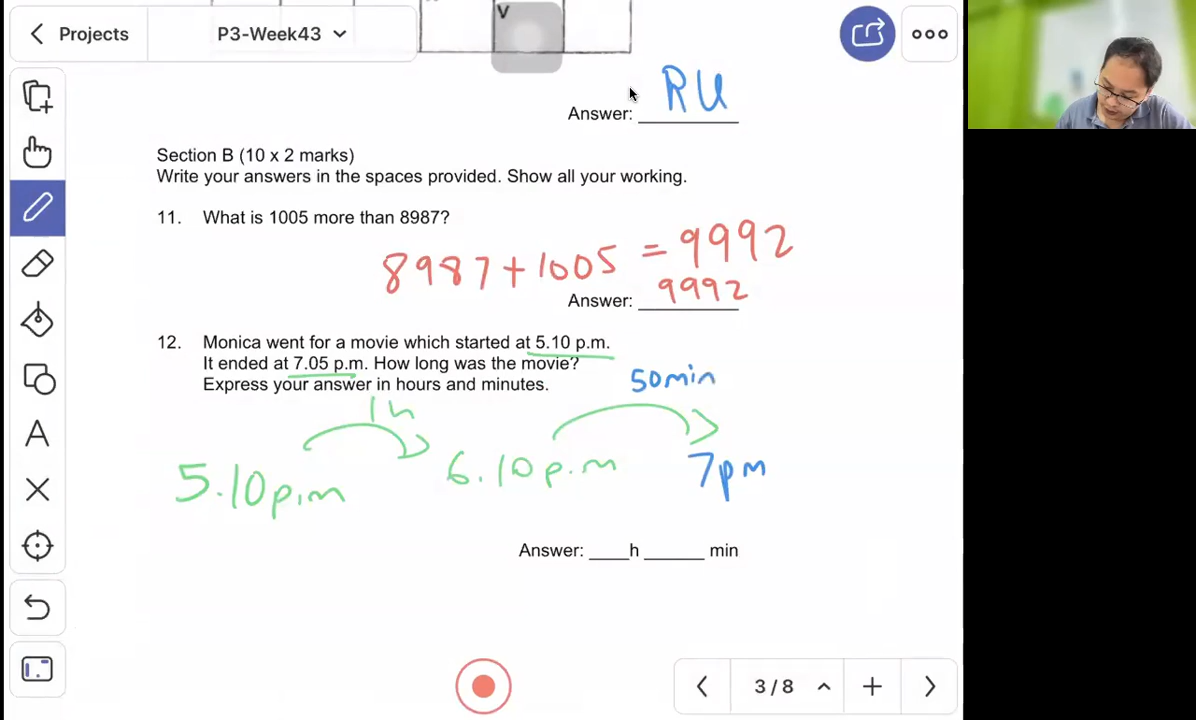 Projects
P3-Week43
V
RU
Answer:
Section B (10 x 2 marks)
Write your answers in the spaces provided. Show all your working.
11. What is 1005 more than 8987?
8987+1005 = 9992
9992
Answer:
12. Monica went for a movie which started at 5.10 p.m.
It ended at 7.05 p.m. How long was the movie?
Express your answer in hours and minutes.
1h
50min
5.10p.m
6.10p.m
7pm
Answer: ____h ______ min
3 / 8